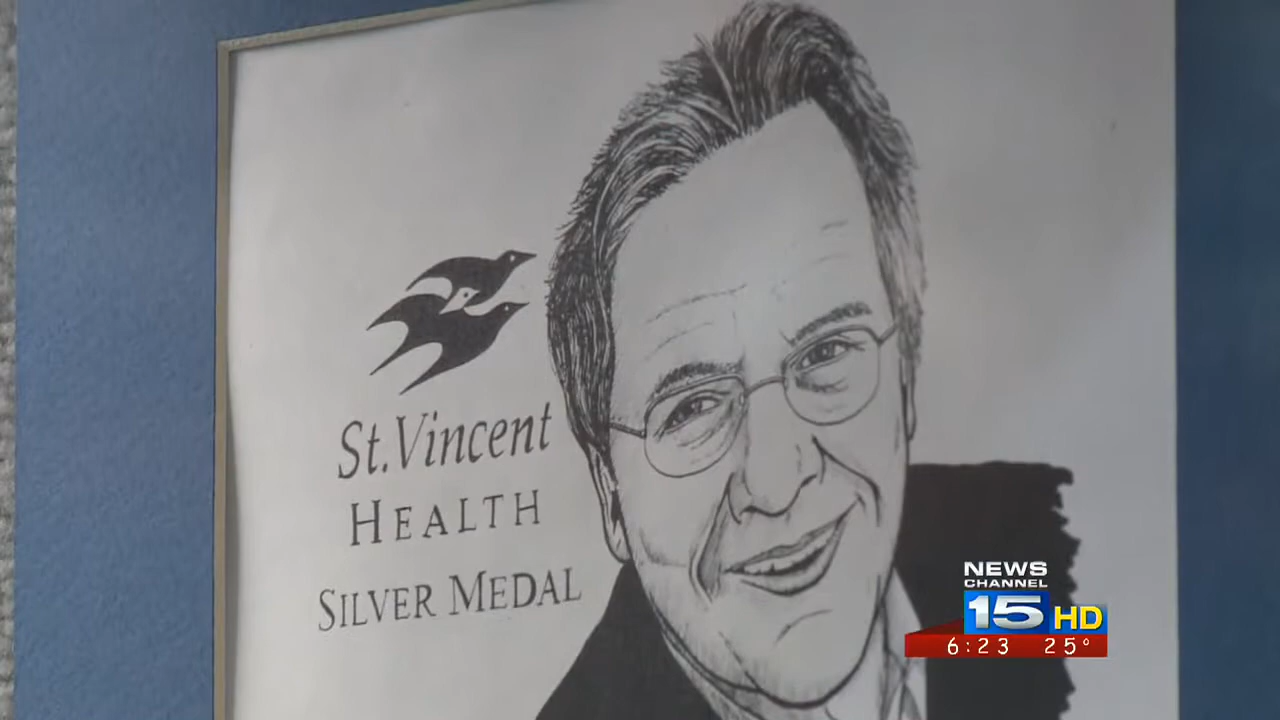 St. Vincent
HEALTH
SILVER MEDAL
NEWS
CHANNEL
15 HD
6:23 25°